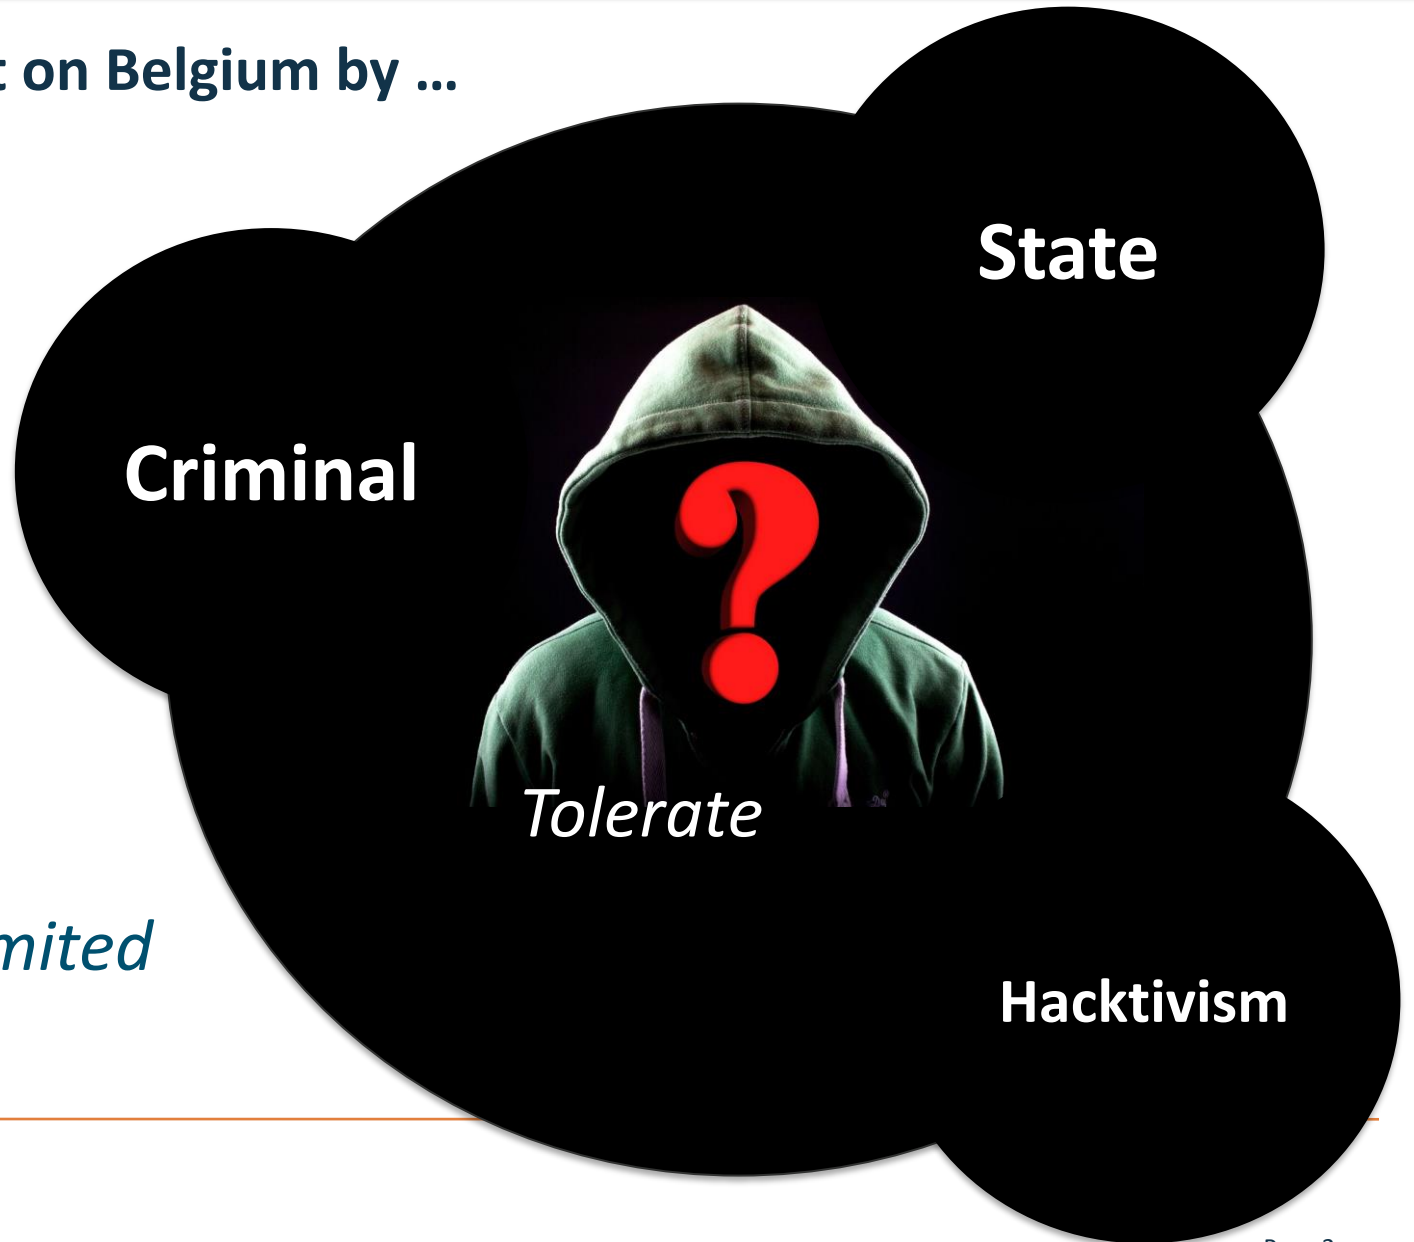 t on Belgium by ...
State
Criminal
?
Tolerate
mited
Hacktivism